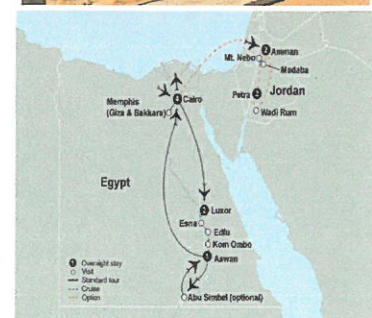 Amman
Mt. Nebo
Madaba
Cairo
Memphis
(Giza & Sakkara)
Petra
Jordan
Wadi Rum
Egypt
Luxor
Esna
Edfu
Kom Ombo
Aswan
Overnight stay
Visit
Standard tour
Cruise
Option
Abu Simbel (optional)